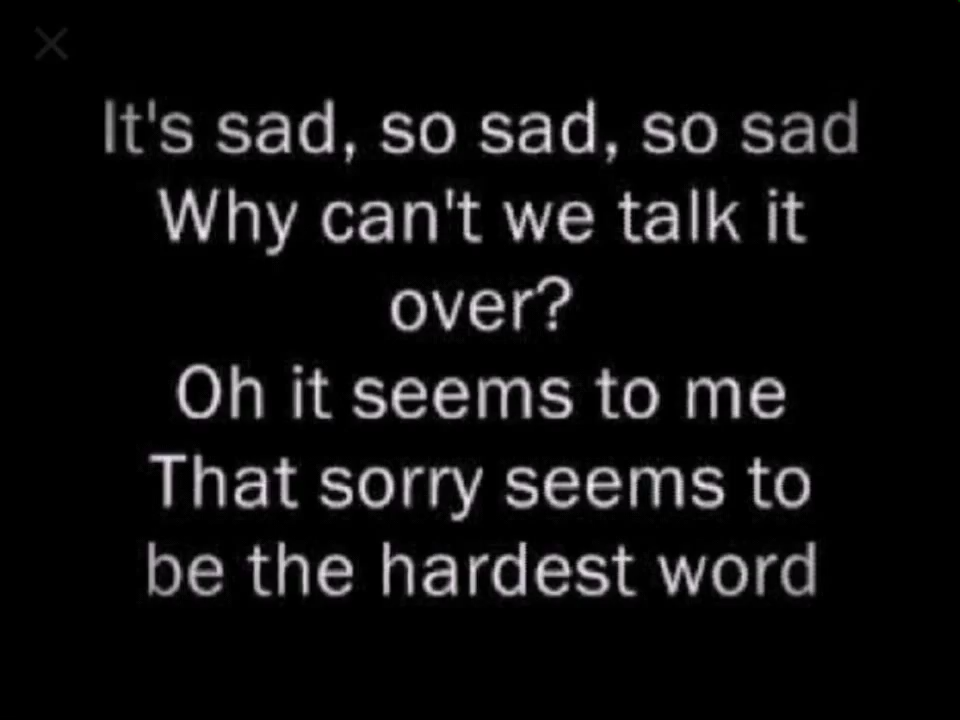 It's sad, so sad, so sad
Why can't we talk it
over?
Oh it seems to me
That sorry seems to
be the hardest word